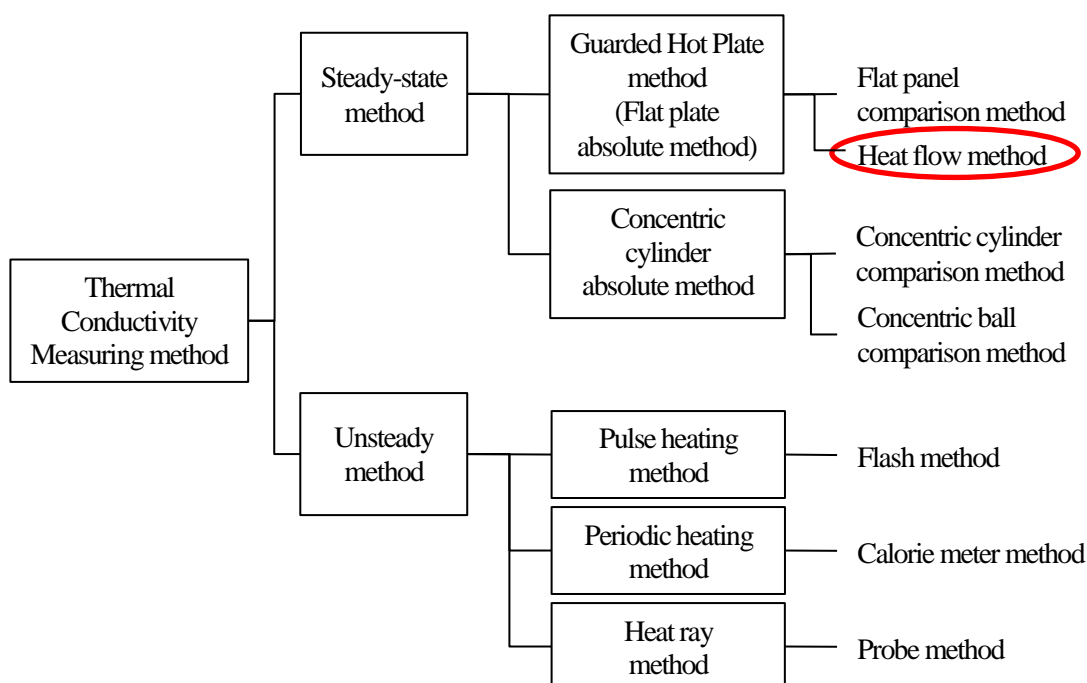 Thermal
Conductivity
Measuring method
Steady-state
method
Guarded Hot Plate
method
(Flat plate
absolute method)
Flat panel
comparison method
Heat flow method
Concentric
cylinder
absolute method
Concentric cylinder
comparison method
Concentric ball
comparison method
Unsteady
method
Pulse heating
method
Flash method
Periodic heating
method
Calorie meter method
Heat ray
method
Probe method